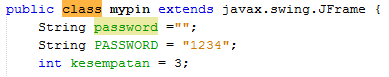 public class mypin extends javax.swing.JFrame {
String password ="";
String PASSWORD = "1234";
int kesempatan = 3;